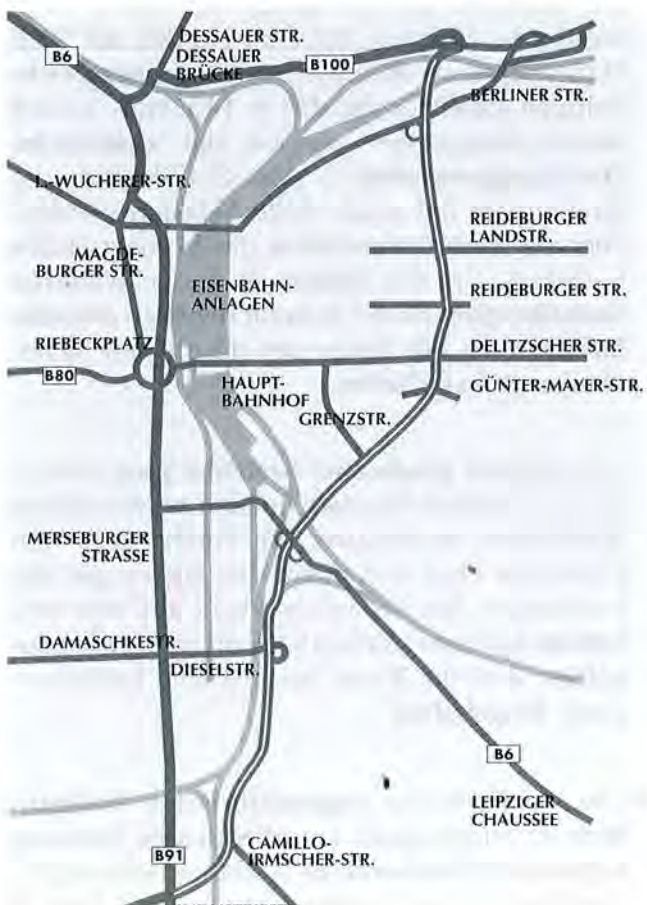 B6
DESSAUER STR.
DESSAUER
BRÜCKE
B100
BERLINER STR.
L.-WUCHERER-STR.
REIDEBURGER
LANDSTR.
MAGDE-
BURGER STR.
EISENBAHN-
ANLAGEN
REIDEBURGER STR.
RIEBECKPLATZ
DELITZSCHER STR.
B80
HAUPT-
BAHNHOF
GÜNTER-MAYER-STR.
GRENZSTR.
MERSEBURGER
STRASSE
DAMASCHKESTR.
DIESELSTR.
B6
LEIPZIGER
CHAUSSEE
B91
CAMILLO-
IRMSCHER-STR.